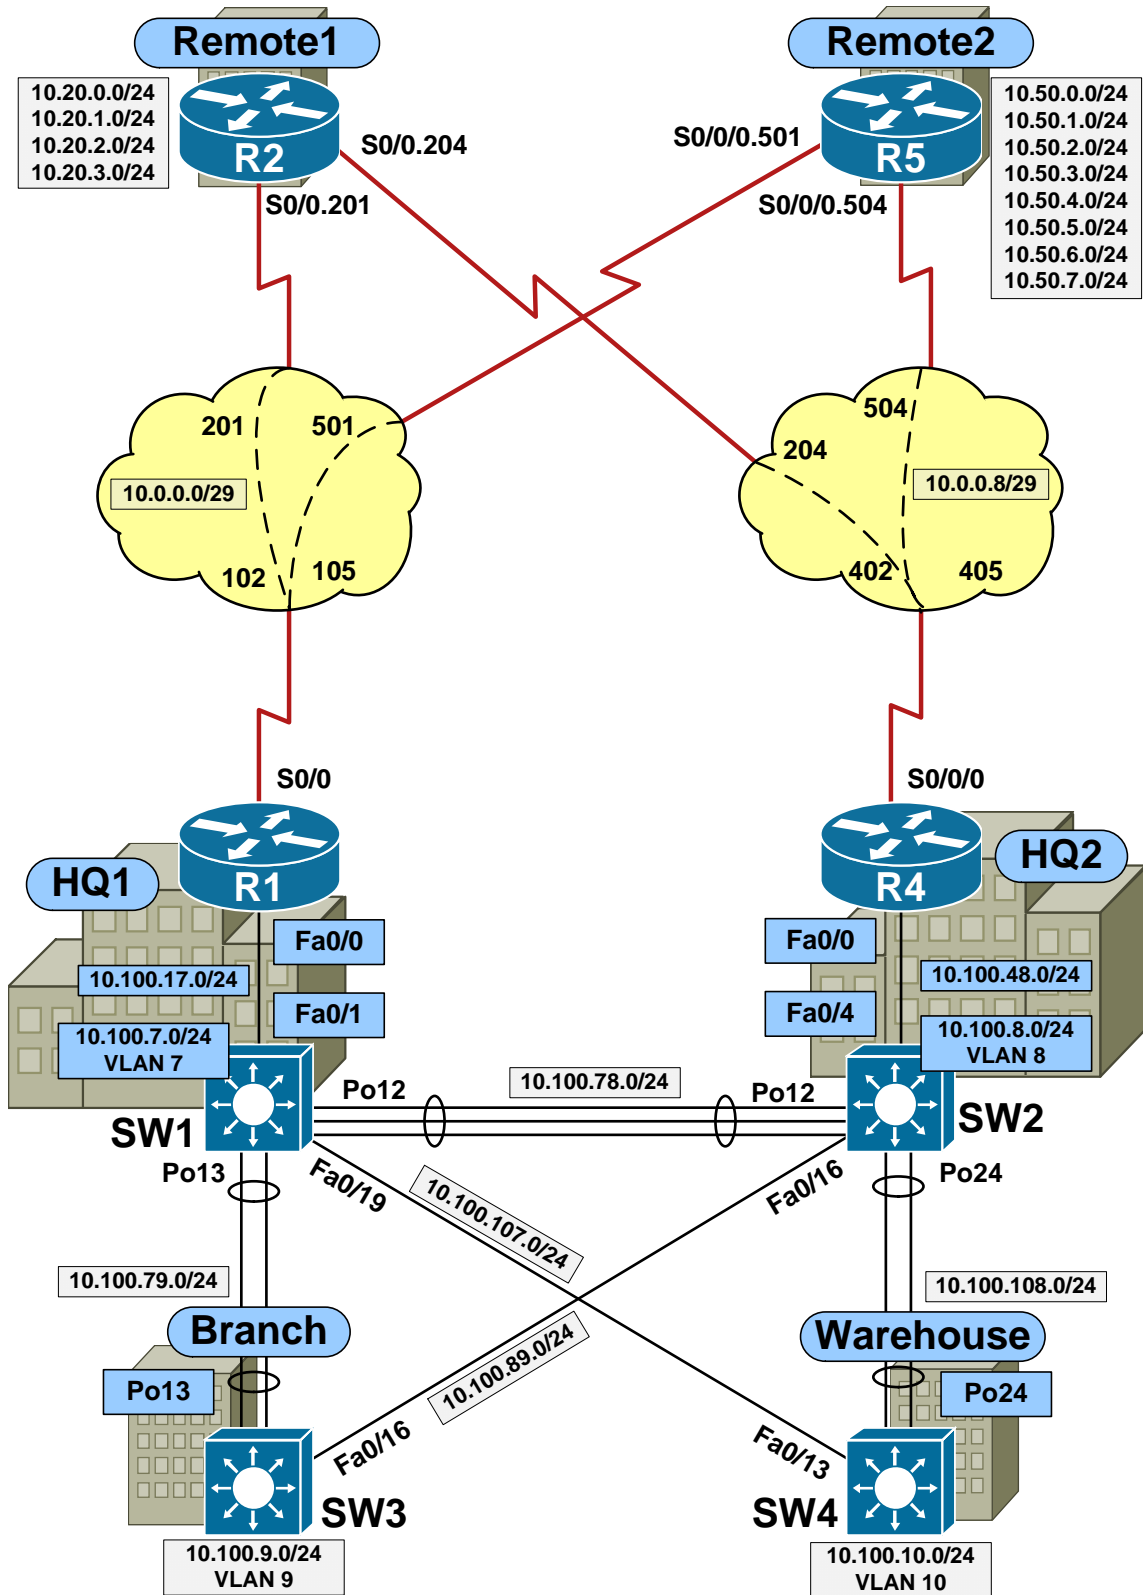 Remote1
Remote2
10.20.0.0/24
10.20.1.0/24
10.20.2.0/24
10.20.3.0/24
R2
S0/0.204
S0/0.201
S0/0/0.501
R5
S0/0/0.504
10.50.0.0/24
10.50.1.0/24
10.50.2.0/24
10.50.3.0/24
10.50.4.0/24
10.50.5.0/24
10.50.6.0/24
10.50.7.0/24
201
501
10.0.0.0/29
102
105
504
204
10.0.0.8/29
402
405
S0/0
S0/0/0
HQ1
R1
R4
HQ2
Fa0/0
10.100.17.0/24
Fa0/1
10.100.7.0/24
VLAN 7
Fa0/0
10.100.48.0/24
Fa0/4
10.100.8.0/24
VLAN 8
SW1
Po12
10.100.78.0/24
Po12
SW2
Po13
Fa0/19
10.100.107.0/24
Fa0/16
Po24
10.100.79.0/24
10.100.108.0/24
Branch
10.100.89.0/24
Warehouse
Po13
Po24
Fa0/16
Fa0/13
SW3
SW4
10.100.9.0/24
VLAN 9
10.100.10.0/24
VLAN 10